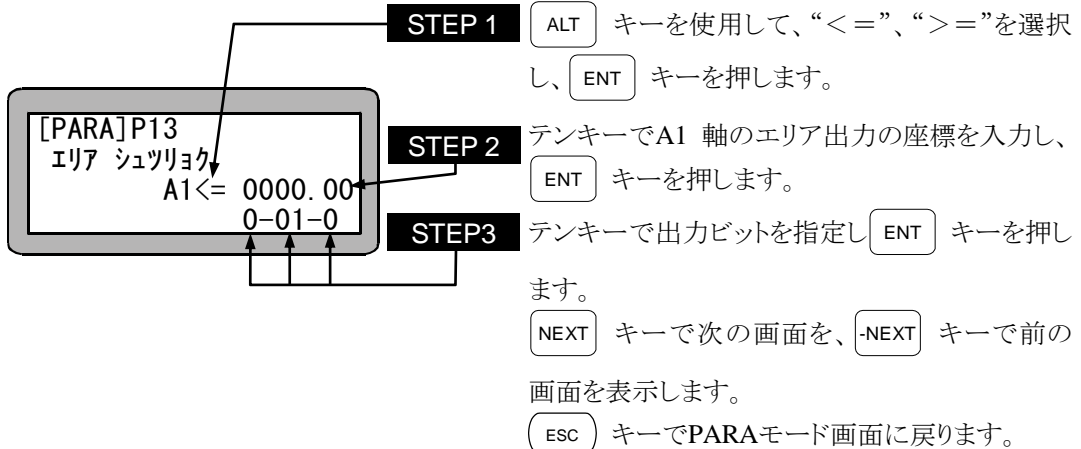 STEP 1 ALT キーを使用して、“<=”、“>=”を選択
し、 ENT キーを押します。
[PARA]P13
エリア シュツリョク
A1<= 0000.00
0-01-0
STEP 2 テンキーでA1 軸のエリア出力の座標を入力し、
ENT キーを押します。
STEP3 テンキーで出力ビットを指定し ENT キーを押し
ます。
NEXT キーで次の画面を、 -NEXT キーで前の
画面を表示します。
ESC キーでPARAモード画面に戻ります。